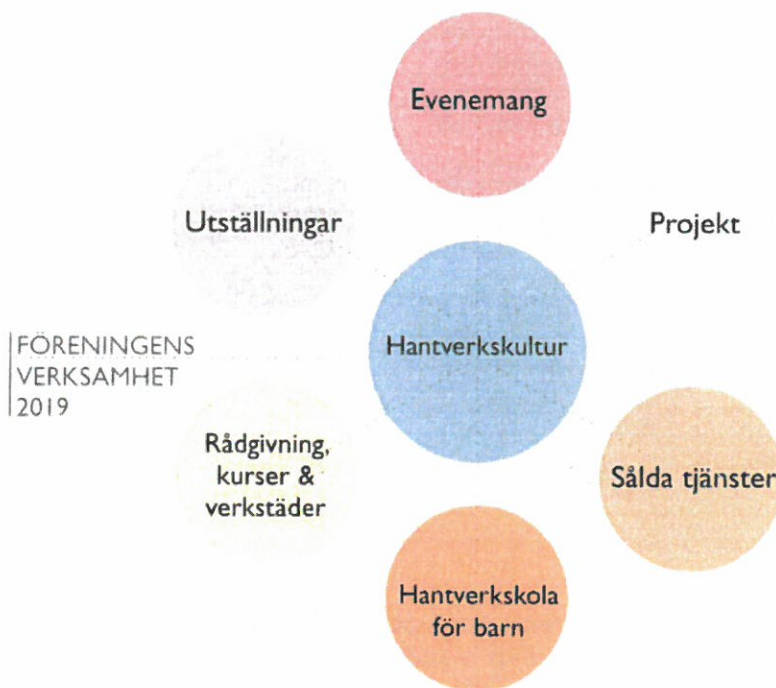 Evenemang
Utställningar
Projekt
FÖRENINGENS
VERKSAMHET
2019
Hantverkskultur
Rådgivning,
kurser &
verkstäder
Sålda tjänster
Hantverkskola
för barn